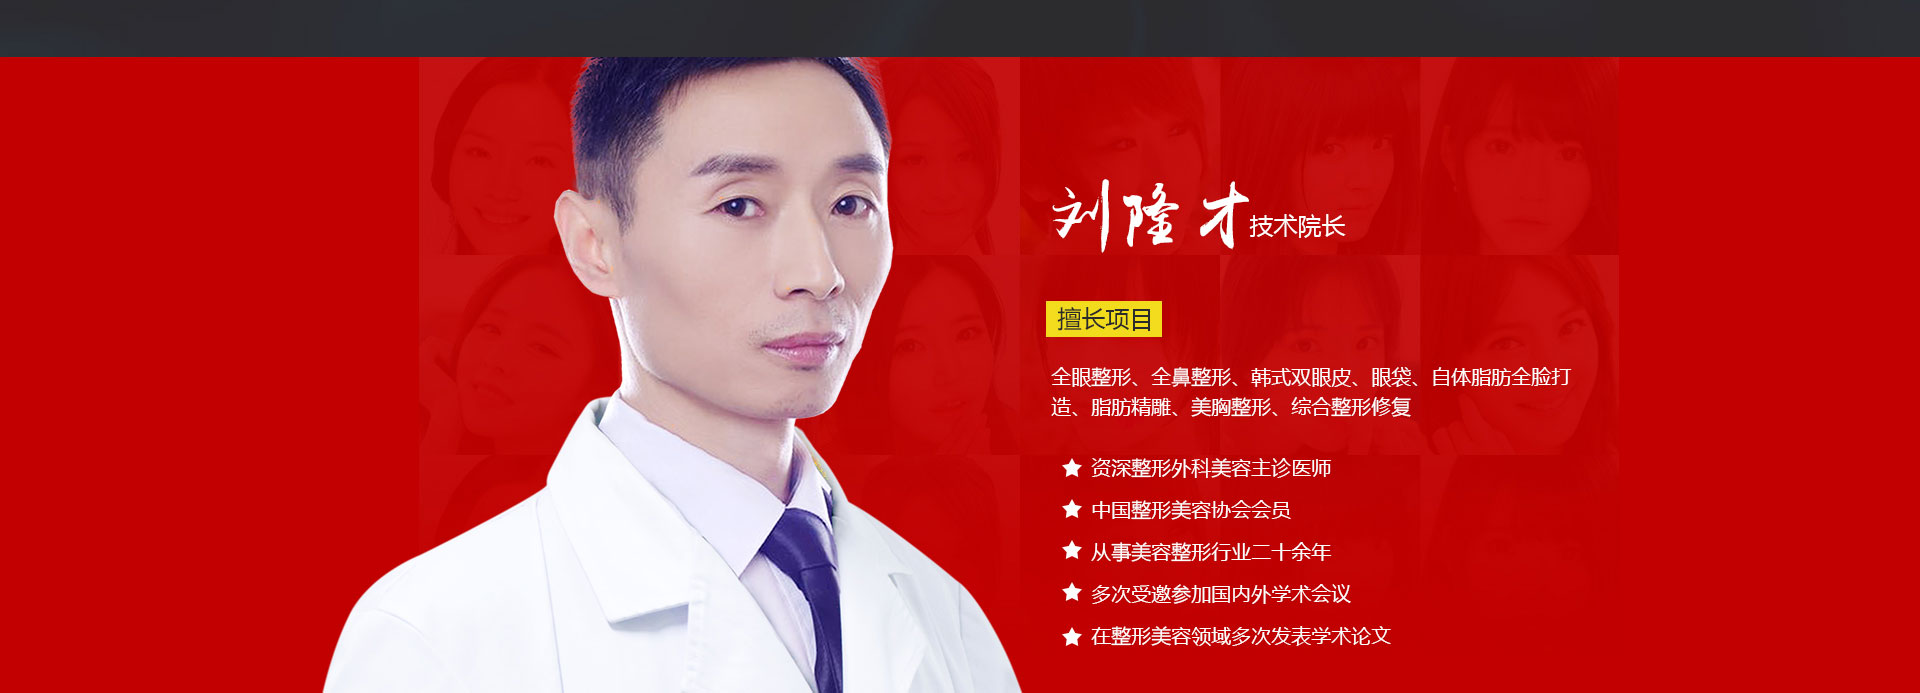 刘隆才技术院长
擅长项目
全眼整形、全鼻整形、韩式双眼皮、眼袋、自体脂肪全脸打
造、脂肪精雕、美胸整形、综合整形修复
资深整形外科美容主诊医师
中国整形美容协会会员
从事美容整形行业二十余年
多次受邀参加国内外学术会议
在整形美容领域多次发表学术论文